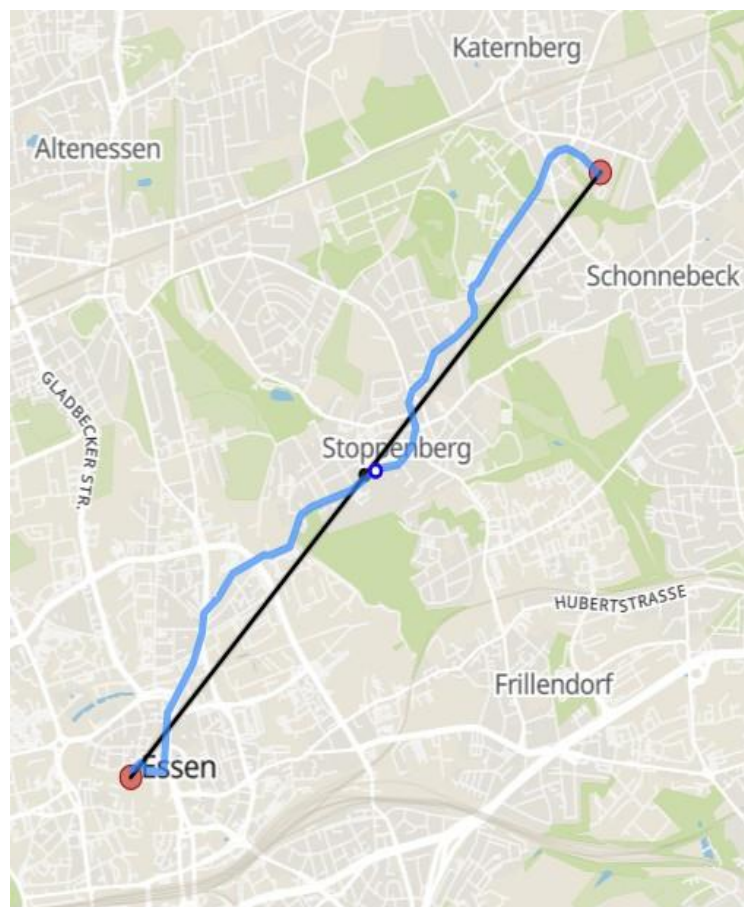 Katernberg
Altenessen
Schonnebeck
GLADBECKER STR.
Stoppenberg
HUBERTSTRASSE
Frillendorf
Essen